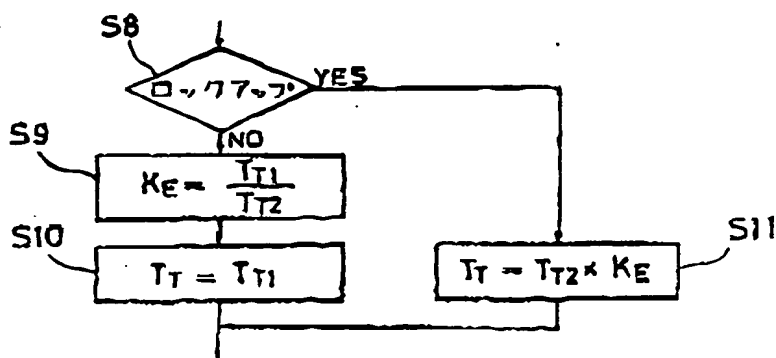 S8
ロックアップ
YES
NO
S9
K_E = T_T1 / T_T2
S10
T_T = T_T1
T_T = T_T2 × K_E
S11